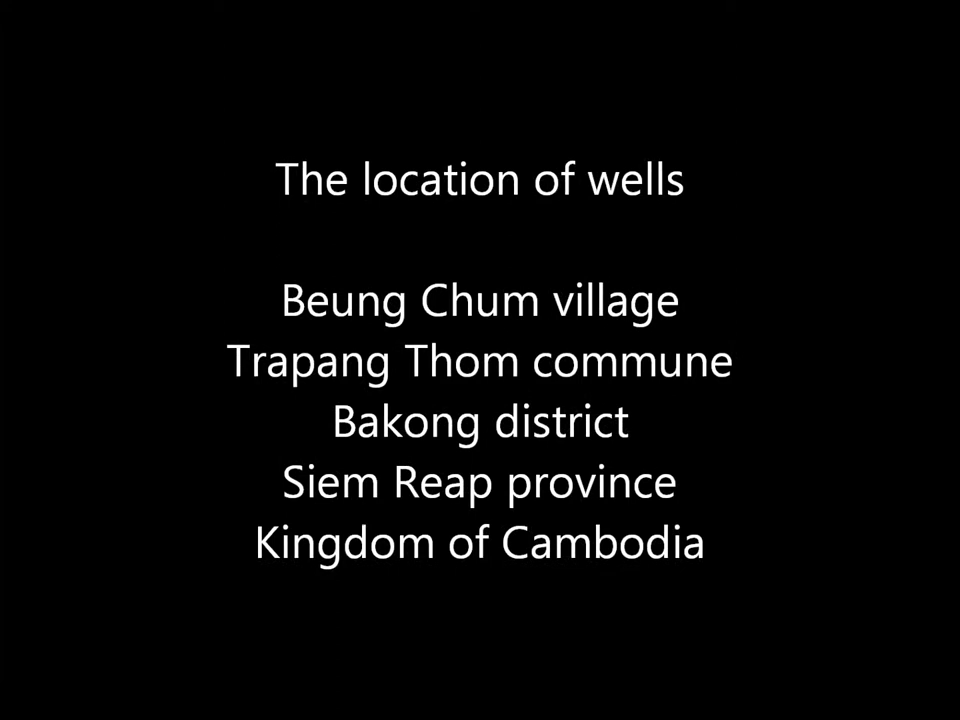 The location of wells
Beung Chum village
Trapang Thom commune
Bakong district
Siem Reap province
Kingdom of Cambodia